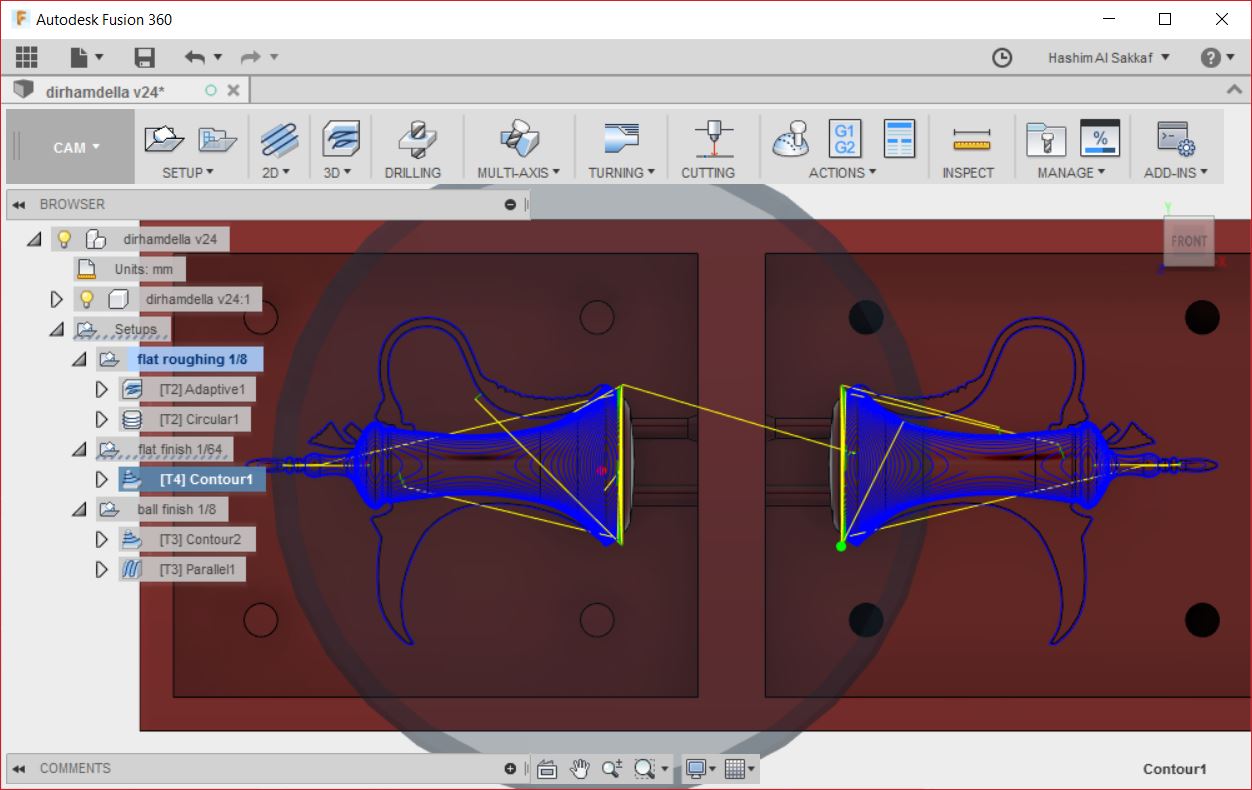 F Autodesk Fusion 360
Hashim Al Sakkaf ?
dirhamdella v24*
CAM
G1
G2
%
SETUP 2D 3D DRILLING MULTI-AXIS TURNING CUTTING ACTIONS INSPECT MANAGE ADD-INS
BROWSER
dirhamdella v24
Units: mm
dirhamdella v24:1
Setups
flat roughing 1/8
[T2] Adaptive1
[T2] Circular1
flat finish 1/64
[T4] Contour1
ball finish 1/8
[T3] Contour2
[T3] Parallel1
Y
FRONT
X
Z
COMMENTS
Contour1